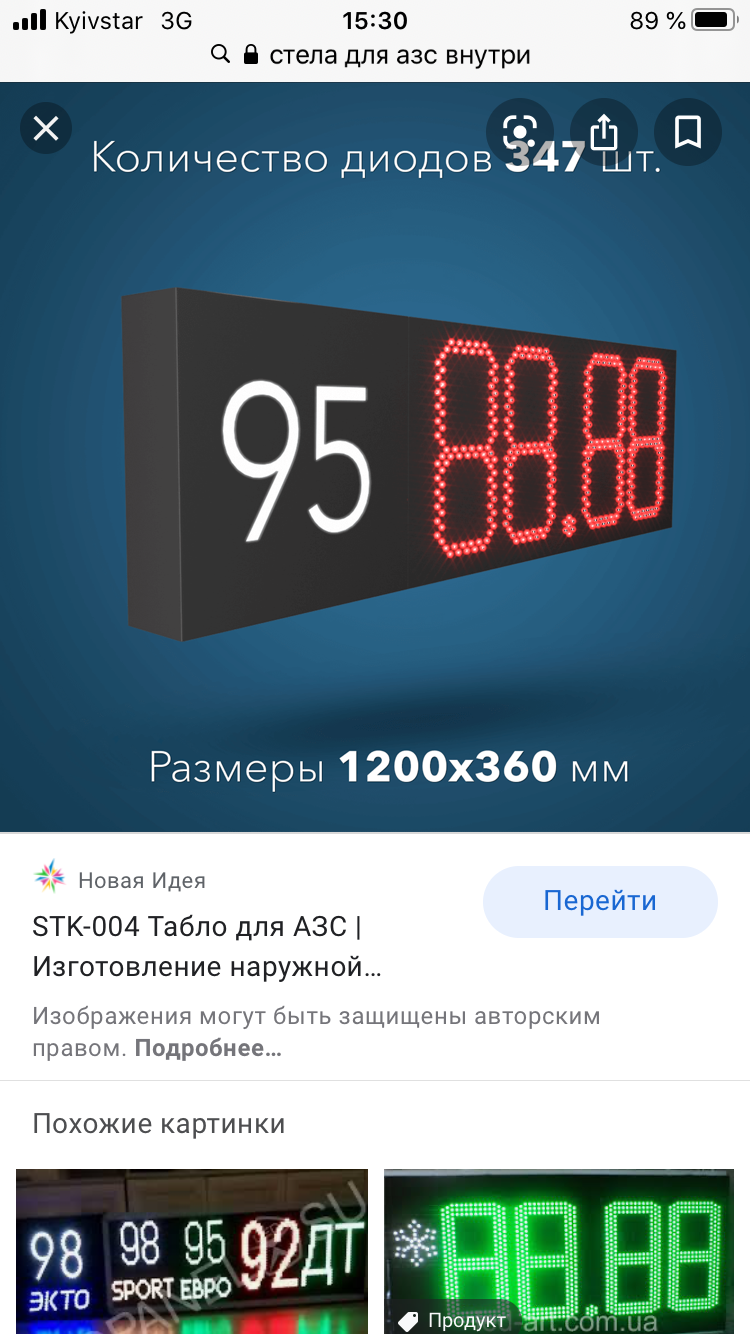 Kyivstar 3G 15:30 89 %
стела для азс внутри
Количество диодов 347 шт.
95 88.88
Размеры 1200x360 мм
Новая Идея
Перейти
STK-004 Табло для АЗС |
Изготовление наружной...
Изображения могут быть защищены авторским
правом. Подробнее...
Похожие картинки
98 98 95 92 ДТ
ЭКТО SPORT ЕВРО
SU
PANEL
88.88
Продукт
d-art.com.ua